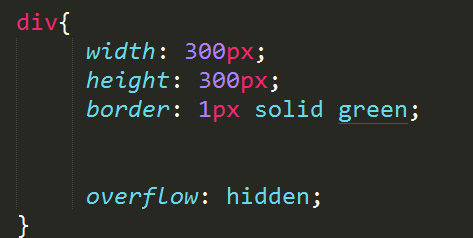 div{
width: 300px;
height: 300px;
border: 1px solid green;
overflow: hidden;
}